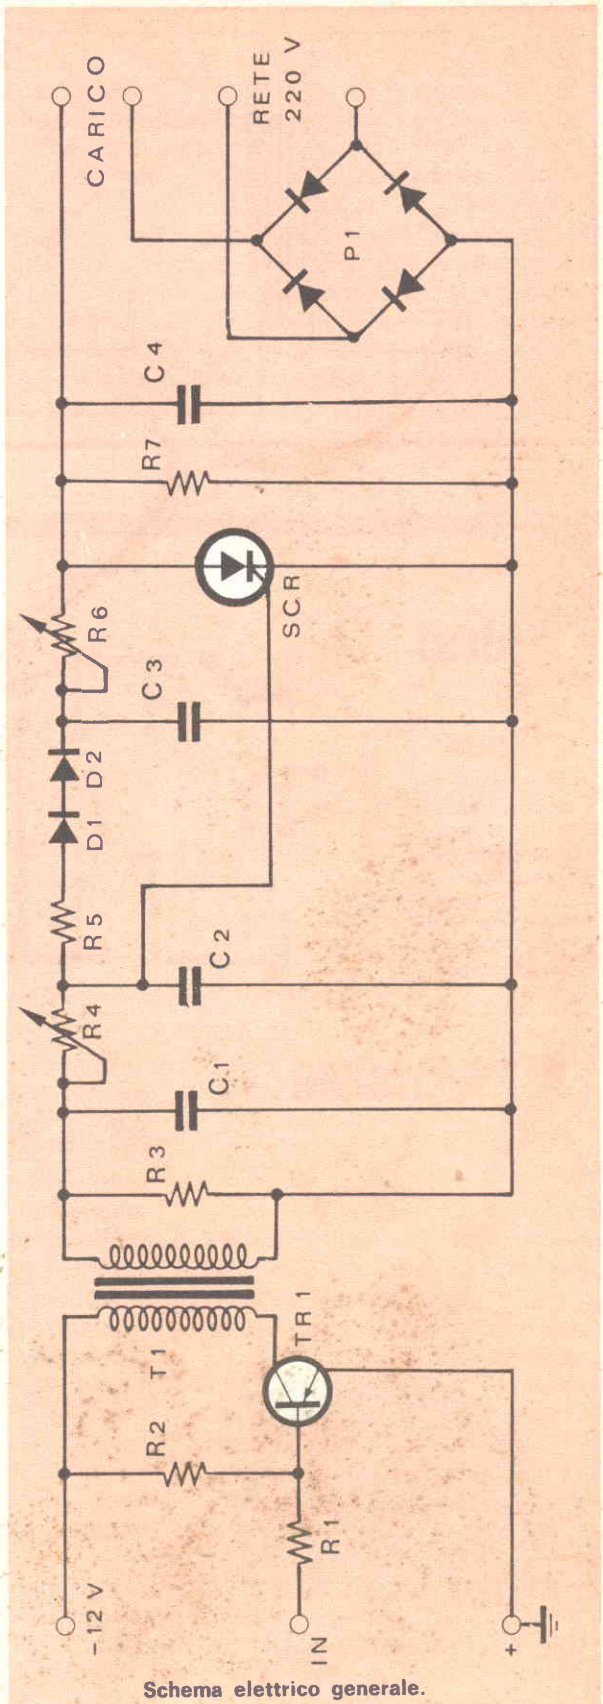 CARICO
RETE
220 V
P1
C4
R7
SCR
R6
C3
D2
D1
R5
C2
R4
C1
R3
T1
TR1
R2
R1
-12 V
IN
+
Schema elettrico generale.